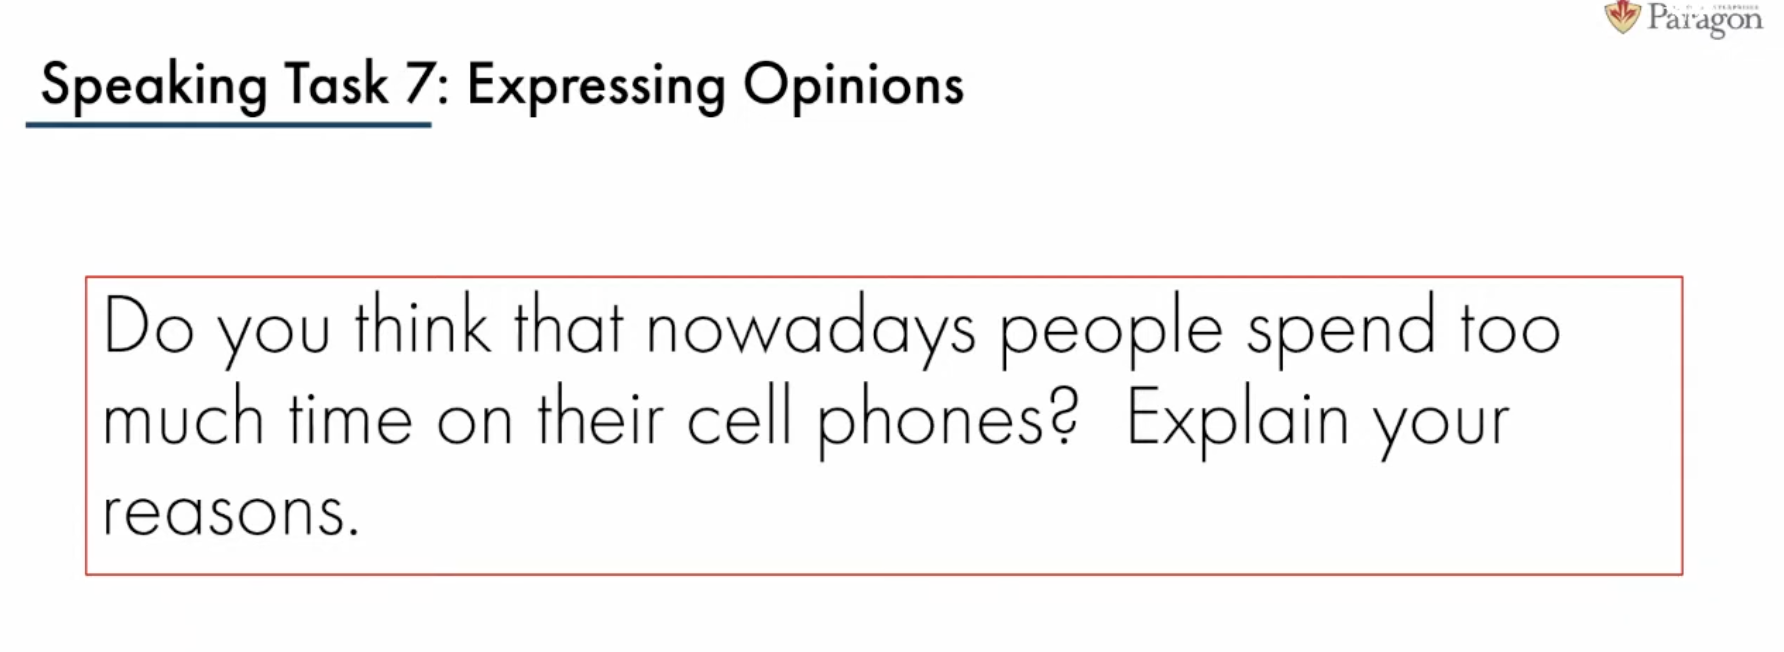 Paragon
Speaking Task 7: Expressing Opinions
Do you think that nowadays people spend too
much time on their cell phones?  Explain your
reasons.